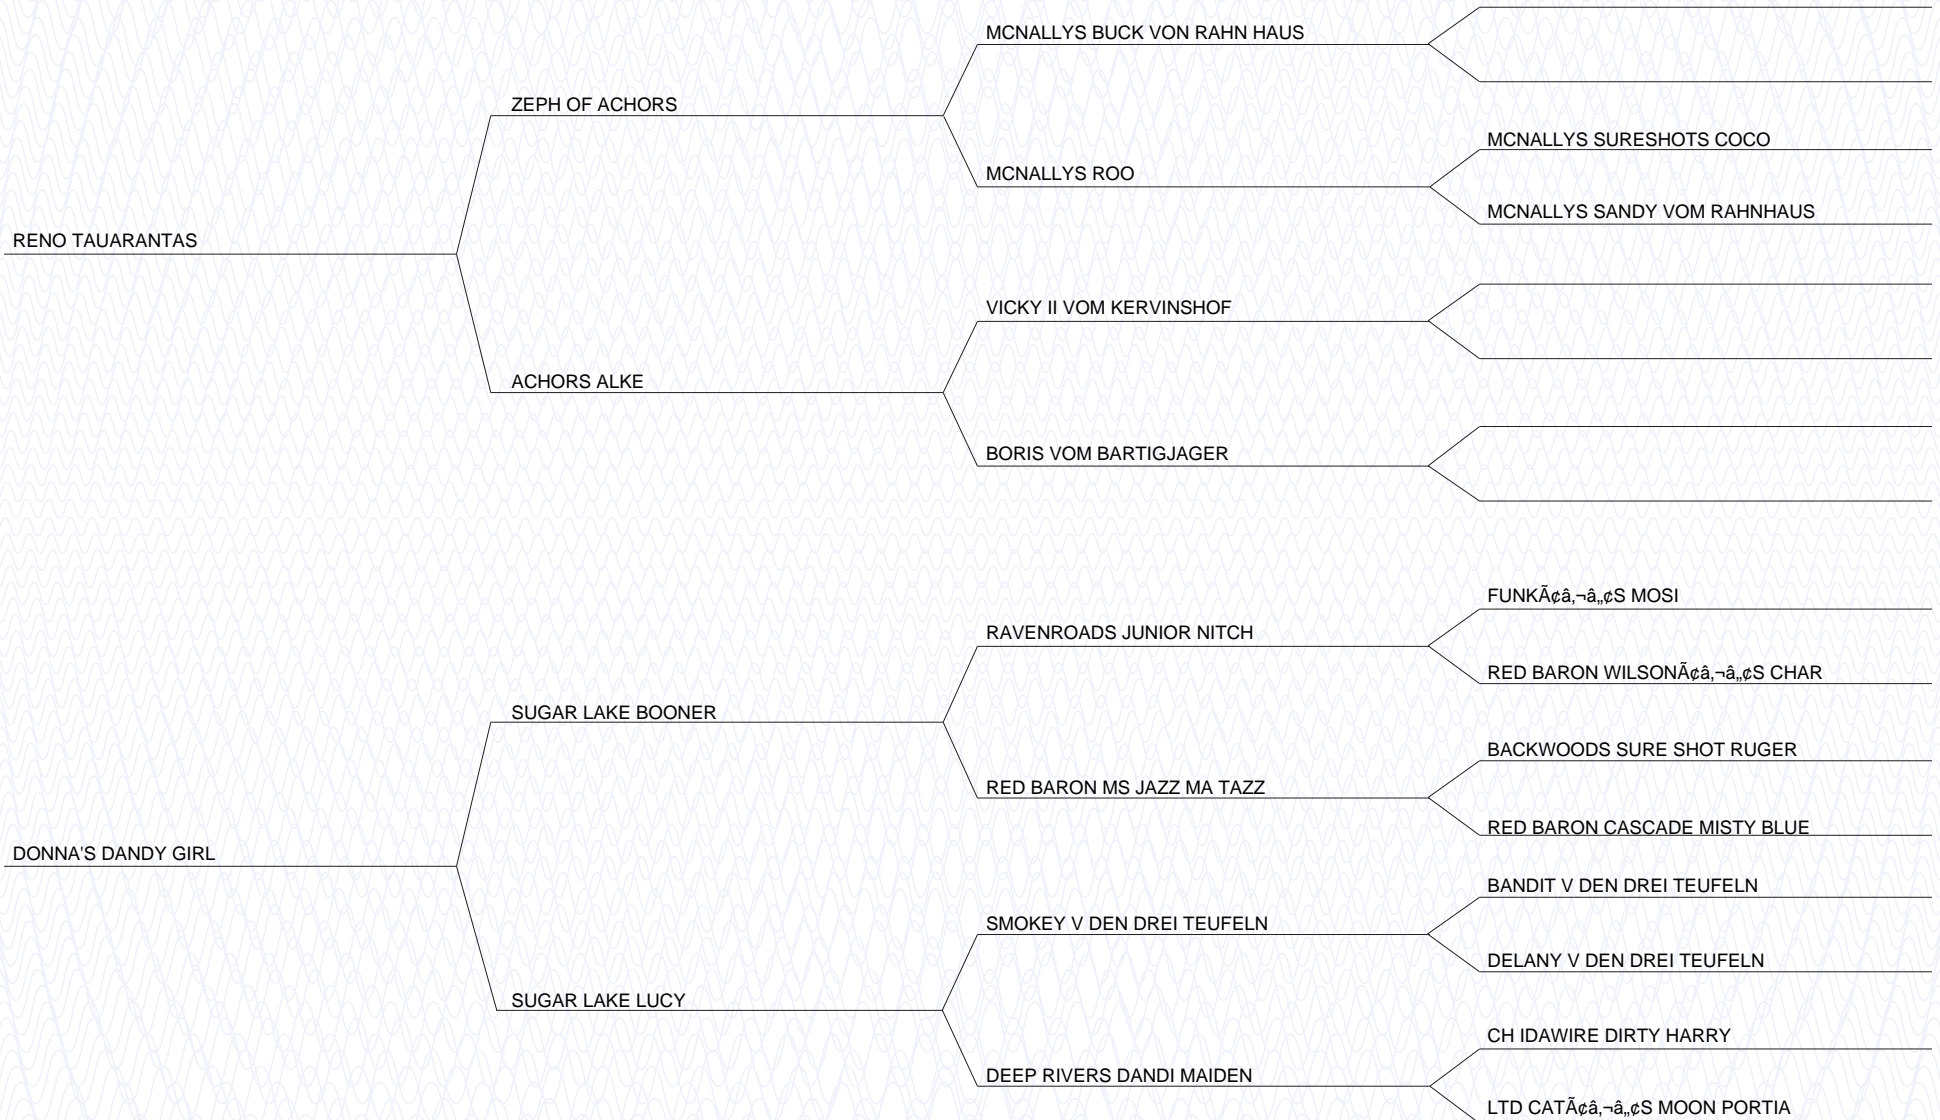 MCNALLYS BUCK VON RAHN HAUS
ZEPH OF ACHORS
MCNALLYS SURESHOTS COCO
MCNALLYS ROO
MCNALLYS SANDY VOM RAHNHAUS
RENO TAUARANTAS
VICKY II VOM KERVINSHOF
ACHORS ALKE
BORIS VOM BARTIGJAGER
FUNKÃ¢â‚¬â„¢S MOSI
RAVENROADS JUNIOR NITCH
RED BARON WILSONÃ¢â‚¬â„¢S CHAR
SUGAR LAKE BOONER
BACKWOODS SURE SHOT RUGER
RED BARON MS JAZZ MA TAZZ
RED BARON CASCADE MISTY BLUE
DONNA'S DANDY GIRL
BANDIT V DEN DREI TEUFELN
SMOKEY V DEN DREI TEUFELN
DELANY V DEN DREI TEUFELN
SUGAR LAKE LUCY
CH IDAWIRE DIRTY HARRY
DEEP RIVERS DANDI MAIDEN
LTD CATÃ¢â‚¬â„¢S MOON PORTIA